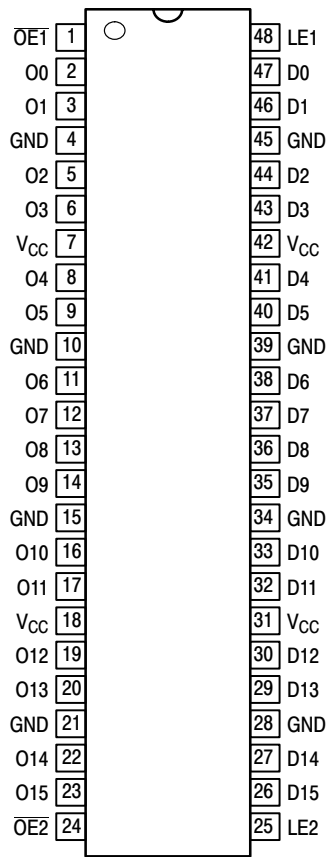 O̅E̅1̅ 1 48 LE1
O0 2 47 D0
O1 3 46 D1
GND 4 45 GND
O2 5 44 D2
O3 6 43 D3
VCC 7 42 VCC
O4 8 41 D4
O5 9 40 D5
GND 10 39 GND
O6 11 38 D6
O7 12 37 D7
O8 13 36 D8
O9 14 35 D9
GND 15 34 GND
O10 16 33 D10
O11 17 32 D11
VCC 18 31 VCC
O12 19 30 D12
O13 20 29 D13
GND 21 28 GND
O14 22 27 D14
O15 23 26 D15
O̅E̅2̅ 24 25 LE2